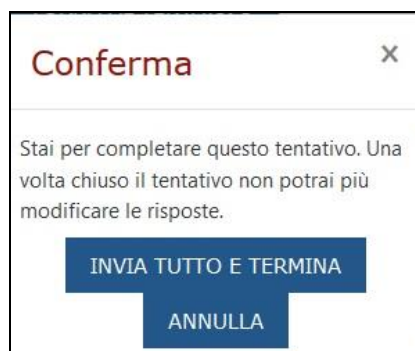 Conferma ×
Stai per completare questo tentativo. Una
volta chiuso il tentativo non potrai più
modificare le risposte.
INVIA TUTTO E TERMINA
ANNULLA